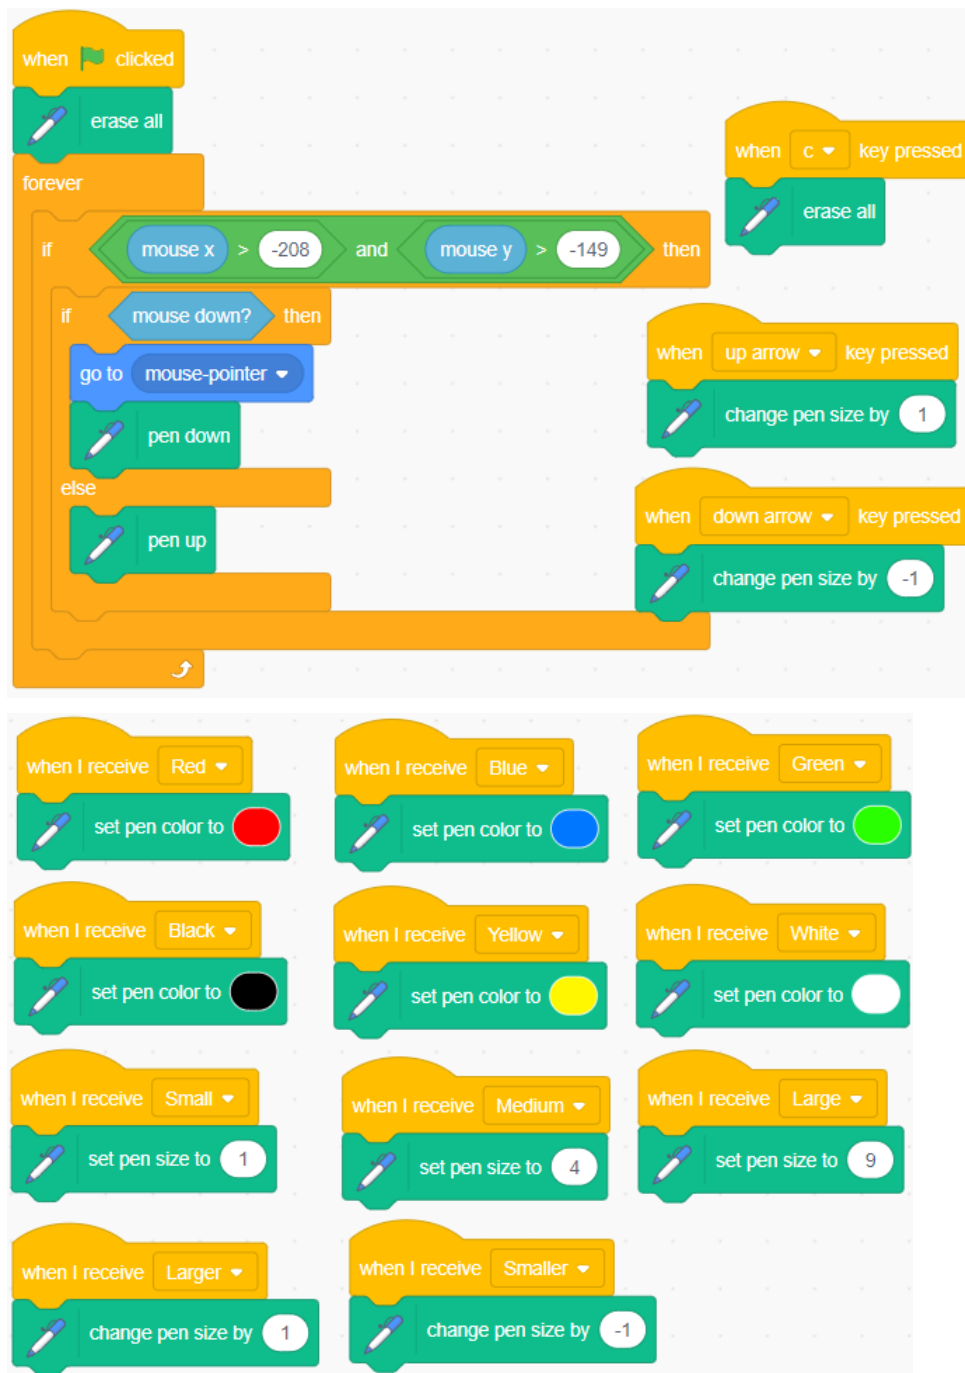 when clicked
erase all
forever
if mouse x > -208 and mouse y > -149 then
if mouse down? then
go to mouse-pointer
pen down
else
pen up
when c key pressed
erase all
when up arrow key pressed
change pen size by 1
when down arrow key pressed
change pen size by -1
when I receive Red
set pen color to
when I receive Blue
set pen color to
when I receive Green
set pen color to
when I receive Black
set pen color to
when I receive Yellow
set pen color to
when I receive White
set pen color to
when I receive Small
set pen size to 1
when I receive Medium
set pen size to 4
when I receive Large
set pen size to 9
when I receive Larger
change pen size by 1
when I receive Smaller
change pen size by -1